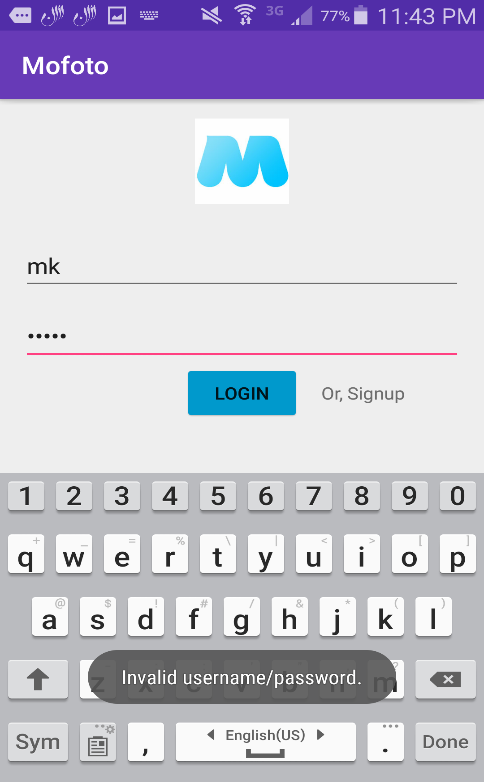 3G 77% 11:43 PM
Mofoto
M
mk
•••••
LOGIN Or, Signup
1 2 3 4 5 6 7 8 9 0
+ _ = % \ | < > [ ]
q w e r t y u i o p
@ $ ! # / & * ( )
a s d f g h j k l
Invalid username/password.
z x c v b n m
Sym , English(US) . Done